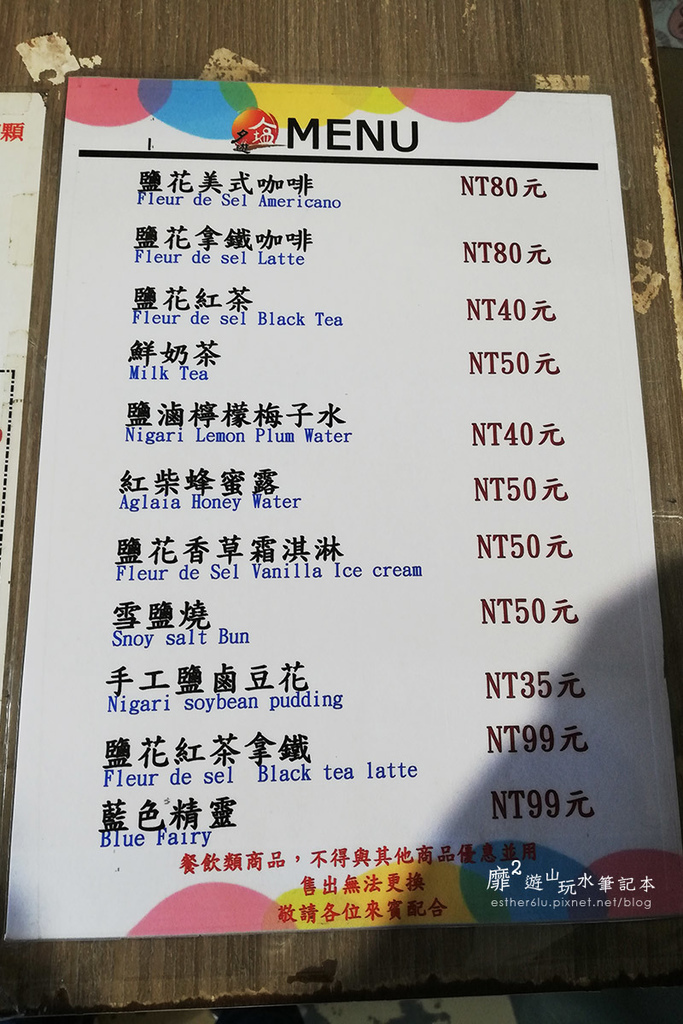 顆
夕遊
MENU
鹽花美式咖啡 NT80元
Fleur de Sel Americano
鹽花拿鐵咖啡 NT80元
Fleur de sel Latte
鹽花紅茶 NT40元
Fleur de sel Black Tea
鮮奶茶 NT50元
Milk Tea
鹽滷檸檬梅子水 NT40元
Nigari Lemon Plum Water
紅柴蜂蜜露 NT50元
Aglaia Honey Water
鹽花香草霜淇淋 NT50元
Fleur de Sel Vanilla Ice cream
雪鹽燒 NT50元
Snoy salt Bun
手工鹽鹵豆花 NT35元
Nigari soybean pudding
鹽花紅茶拿鐵 NT99元
Fleur de sel Black tea latte
藍色精靈 NT99元
Blue Fairy
餐飲類商品，不得與其他商品優惠並用
售出無法更換
敬請各位來賓配合
靡2遊山玩水筆記本
esther6lu.pixnet.net/blog